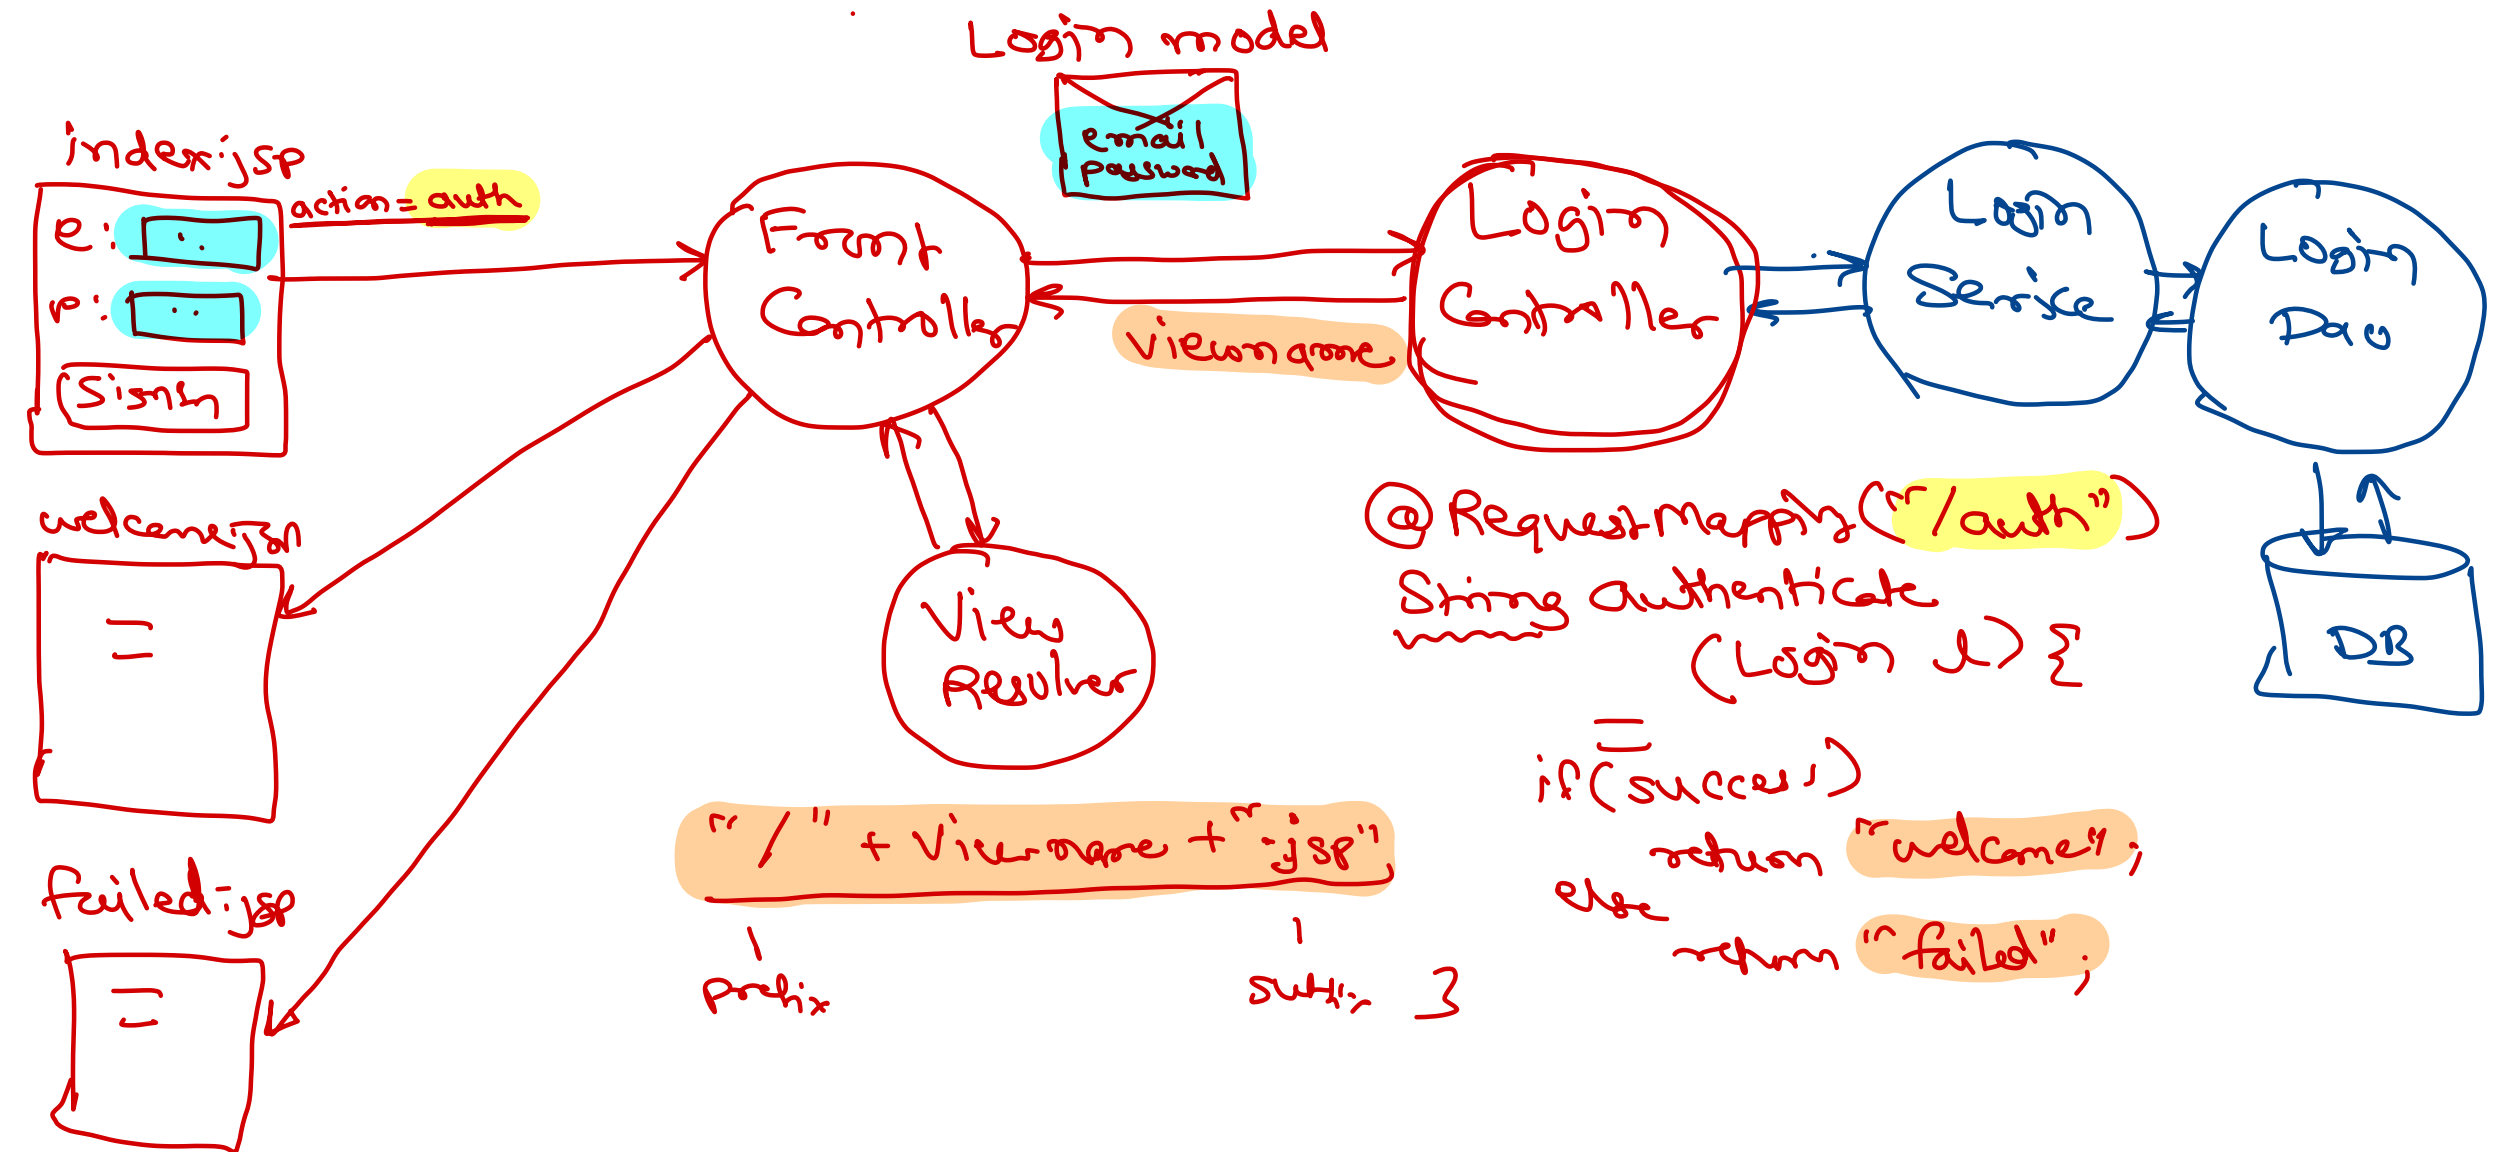 Login model
email
password
index.jsp
e: [ : . ]
p: [ : . ]
Login
action = auth
Front
Controller
viewname
Login
Controller
Login
Service
Login
DAO
DB
@RequestMapping("/auth")
String authenticate
(Login l) {
if(success)
return "welcome",
else
return "failed",
View
Resolver
welcome.jsp
failed.jsp
"/" + viewname + ".jsp"
prefix
suffix